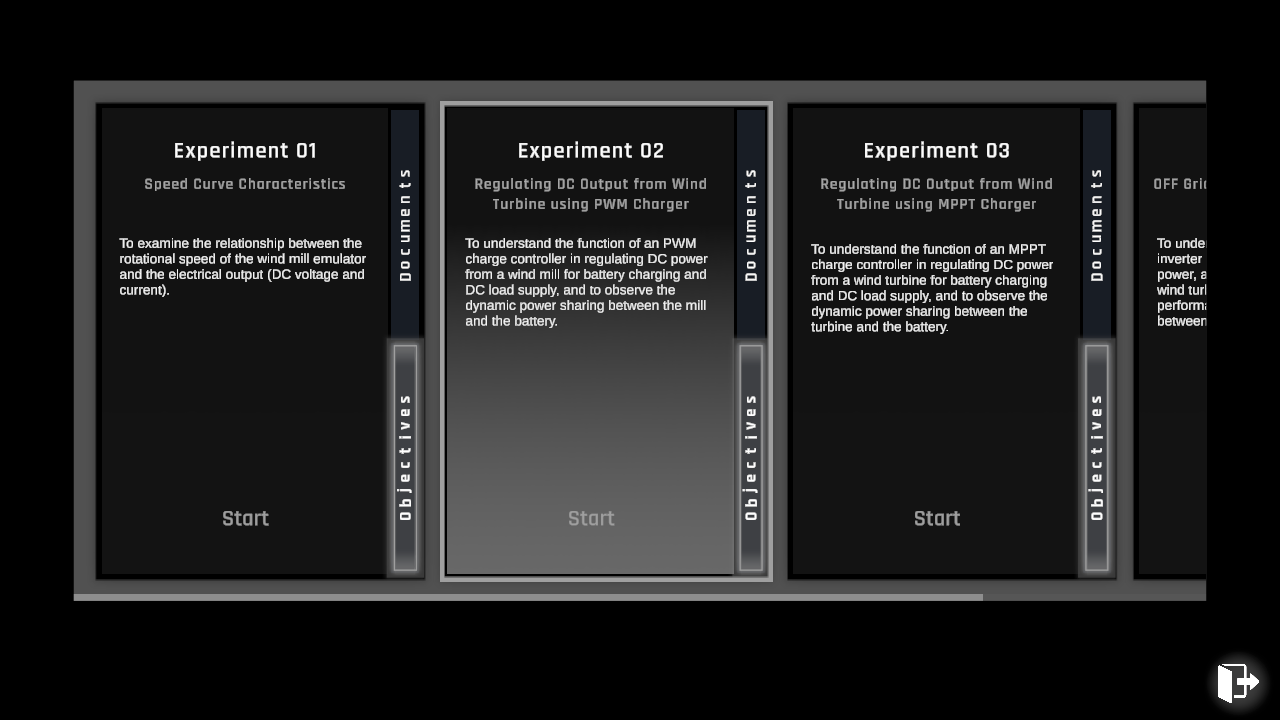 Experiment 01
Speed Curve Characteristics
To examine the relationship between the
rotational speed of the wind mill emulator
and the electrical output (DC voltage and
current).
Start
Documents
Objectives
Experiment 02
Regulating DC Output from Wind
Turbine using PWM Charger
To understand the function of an PWM
charge controller in regulating DC power
from a wind mill for battery charging and
DC load supply, and to observe the
dynamic power sharing between the mill
and the battery.
Start
Documents
Objectives
Experiment 03
Regulating DC Output from Wind
Turbine using MPPT Charger
To understand the function of an MPPT
charge controller in regulating DC power
from a wind turbine for battery charging
and DC load supply, and to observe the
dynamic power sharing between the
turbine and the battery.
Start
Documents
Objectives
OFF
To
inverter
power,
wind
between